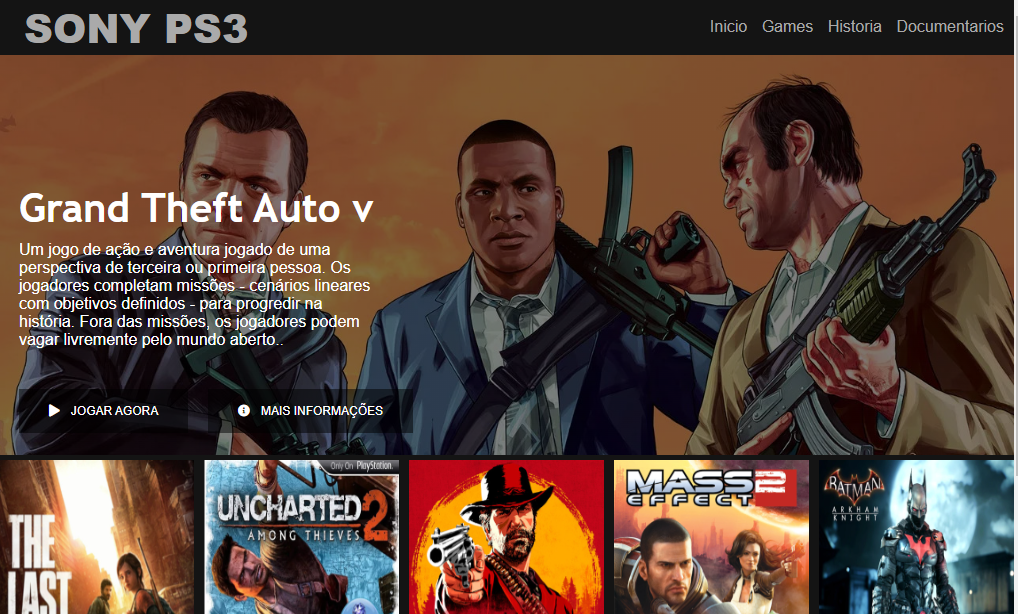 SONY PS3
Inicio Games Historia Documentarios
Grand Theft Auto v
Um jogo de ação e aventura jogado de uma
perspectiva de terceira ou primeira pessoa. Os
jogadores completam missões - cenários lineares
com objetivos definidos - para progredir na
história. Fora das missões, os jogadores podem
vagar livremente pelo mundo aberto..
JOGAR AGORA MAIS INFORMAÇÕES
THE
LAST
Only On PlayStation.
UNCHARTED 2
AMONG THIEVES
MASS 2
EFFECT
BATMAN
ARKHAM
KNIGHT